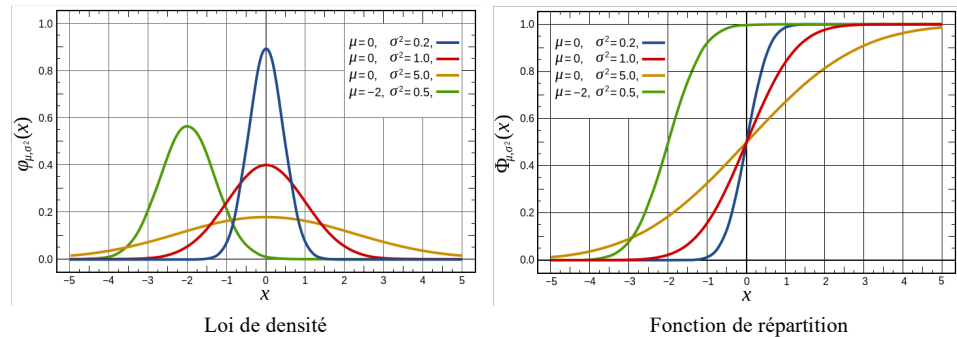 φμ,σ²(x)
1.0
0.8
0.6
0.4
0.2
0.0
μ=0, σ²=0.2,
μ=0, σ²=1.0,
μ=0, σ²=5.0,
μ=−2, σ²=0.5,
−5 −4 −3 −2 −1 0 1 2 3 4 5
x
Loi de densité
Φμ,σ²(x)
1.0
0.8
0.6
0.4
0.2
0.0
μ=0, σ²=0.2,
μ=0, σ²=1.0,
μ=0, σ²=5.0,
μ=−2, σ²=0.5,
−5 −4 −3 −2 −1 0 1 2 3 4 5
x
Fonction de répartition